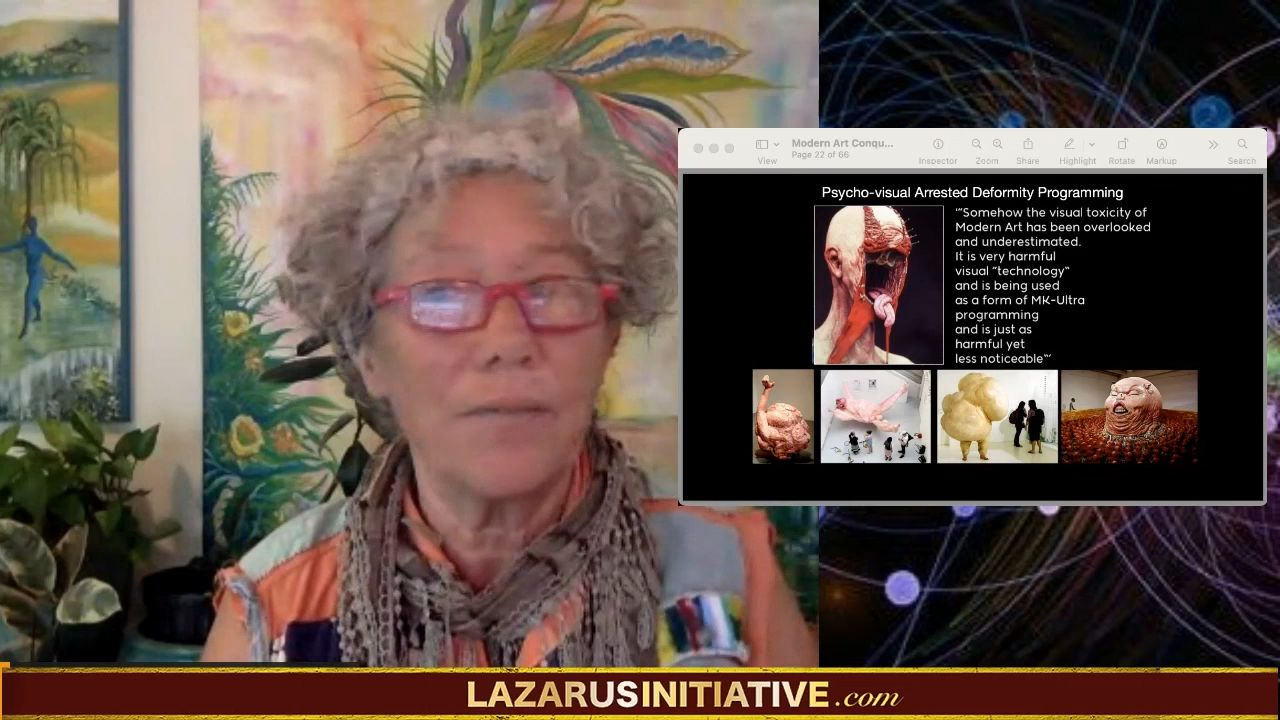 Modern Art Conqu...
Page 22 of 66
View
Inspector
Zoom
Share
Highlight
Rotate
Markup
Search
Psycho-visual Arrested Deformity Programming
'"Somehow the visual toxicity of
Modern Art has been overlooked
and underestimated.
It is very harmful
visual "technology"
and is being used
as a form of MK-Ultra
programming
and is just as
harmful yet
less noticeable"'
LAZARUSINITIATIVE.com